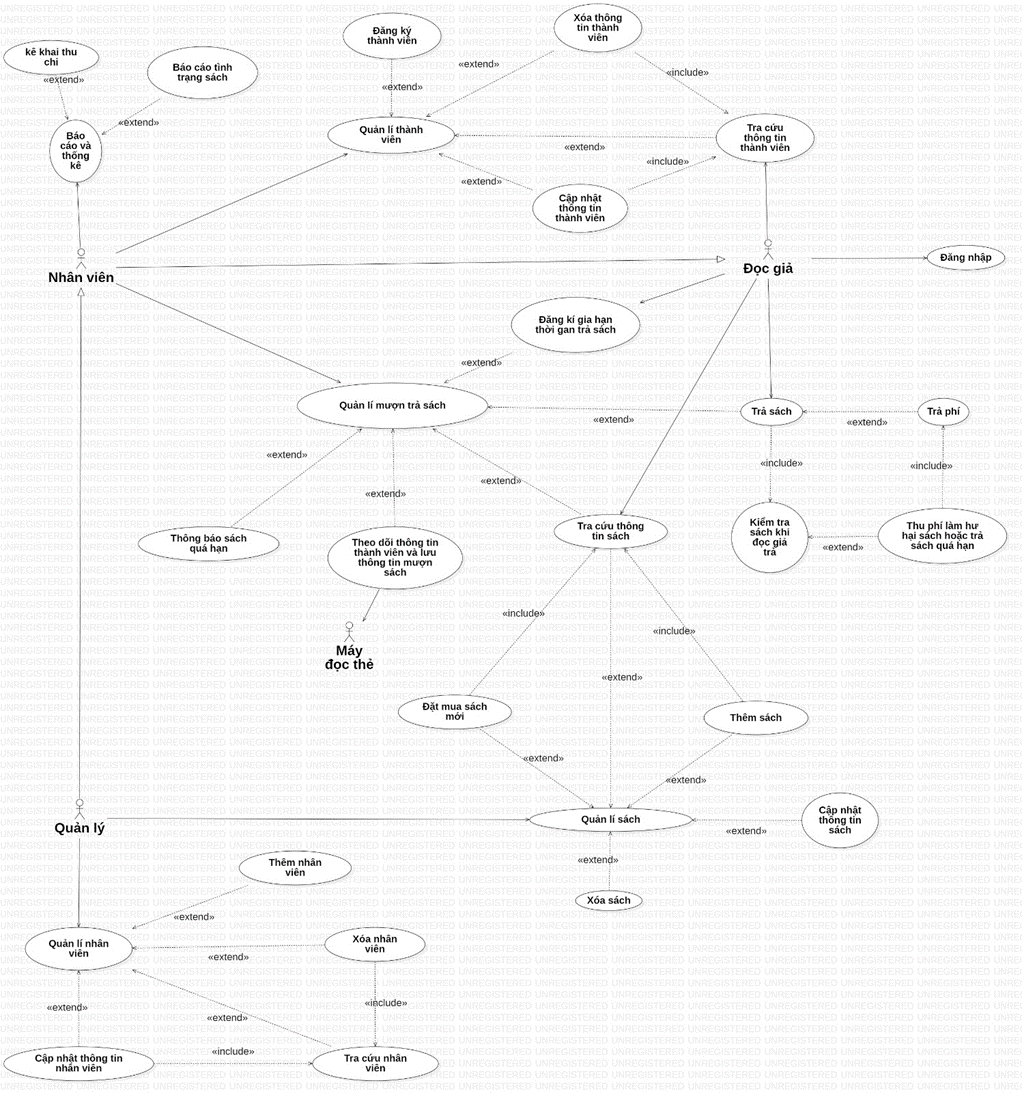 Xóa thông
tin thành
viên
Đăng ký
thành viên
kê khai thu
chi
Báo cáo tình
trạng sách
«extend»
«include»
«extend»
«extend»
«extend»
Báo
cáo và
thống
kê
Quản lí thành
viên
Tra cứu
thông tin
thành viên
«extend»
«include»
«extend»
Cập nhật
thông tin
thành viên
Nhân viên
Đọc giả
Đăng nhập
Đăng kí gia hạn
thời gan trả sách
«extend»
Quản lí mượn trả sách
Trả sách
Trả phí
«extend»
«extend»
«extend»
«include»
«include»
«extend»
«extend»
Thông báo sách
quá hạn
Theo dõi thông tin
thành viên và lưu
thông tin mượn
sách
Tra cứu thông
tin sách
Kiểm tra
sách khi
đọc giả
trả
Thu phí làm hư
hại sách hoặc trả
sách quá hạn
«extend»
«include»
«include»
Máy
đọc thẻ
«extend»
Đặt mua sách
mới
Thêm sách
«extend»
«extend»
Quản lý
Quản lí sách
Cập nhật
thông tin
sách
«extend»
«extend»
Thêm nhân
viên
Xóa sách
«extend»
Quản lí nhân
viên
Xóa nhân
viên
«extend»
«extend»
«include»
«extend»
«include»
Cập nhật thông tin
nhân viên
Tra cứu nhân
viên